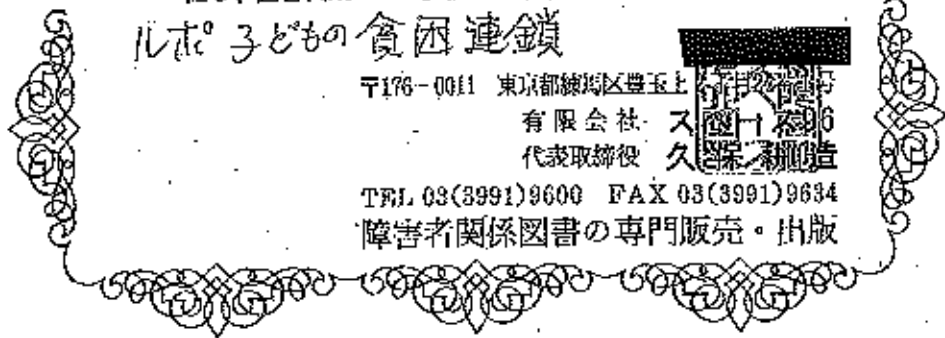 ルポ 子どもの貧困連鎖
〒176-0011 東京都練馬区豊玉上
有限会社 ス
代表取締役 久
TEL 03(3991)9600 FAX 03(3991)9634
障害者関係図書の専門販売・出版